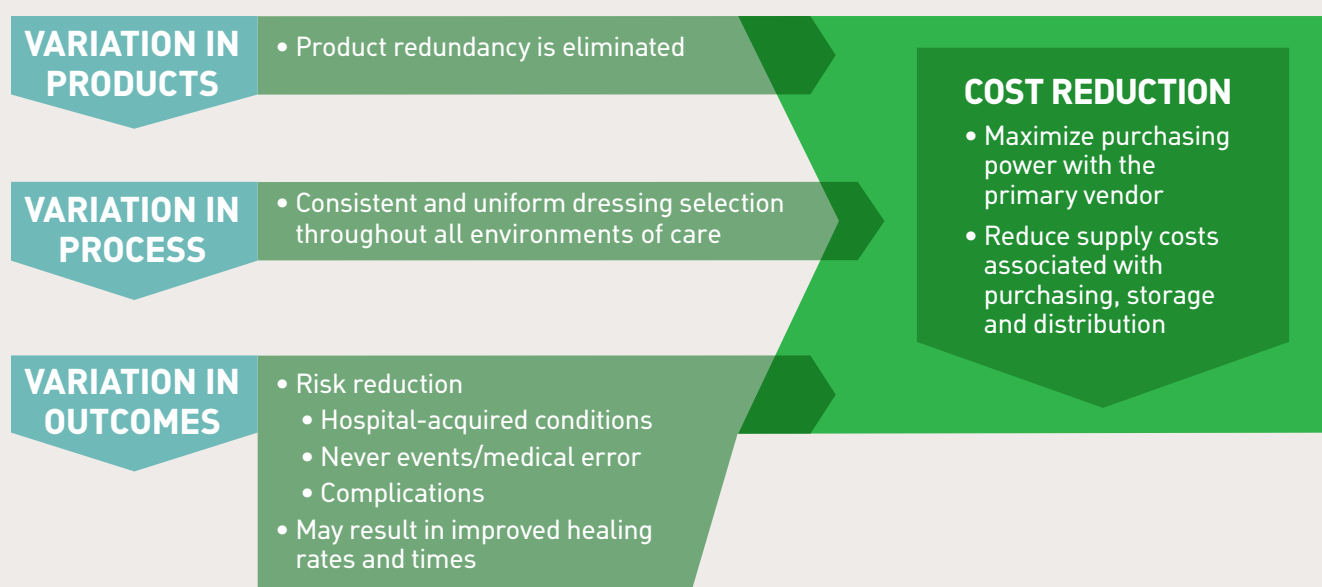 VARIATION IN
PRODUCTS
• Product redundancy is eliminated
VARIATION IN
PROCESS
• Consistent and uniform dressing selection
throughout all environments of care
VARIATION IN
OUTCOMES
• Risk reduction
• Hospital-acquired conditions
• Never events/medical error
• Complications
• May result in improved healing
rates and times
COST REDUCTION
• Maximize purchasing
power with the
primary vendor
• Reduce supply costs
associated with
purchasing, storage
and distribution